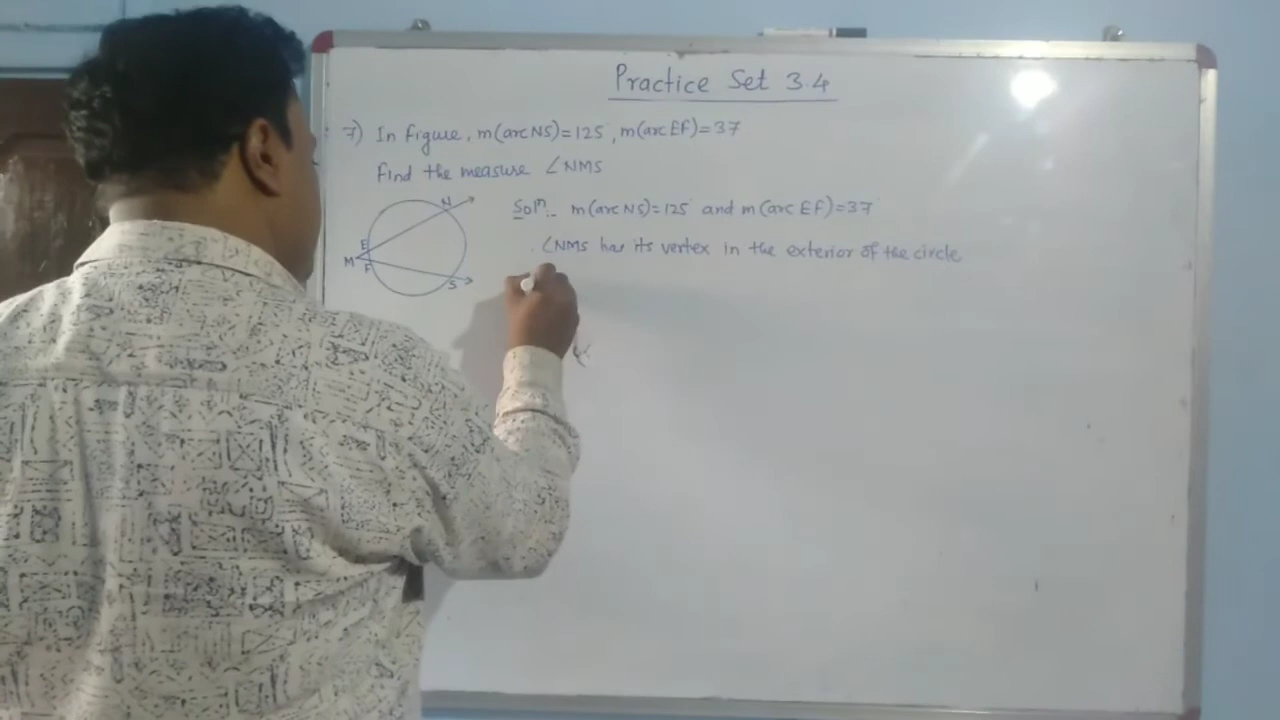 Practice Set 3.4
7) In figure, m(arc NS)=125°, m(arc EF)=37
Find the measure ∠NMS
N
E
M
F
S
Solⁿ:- m(arc NS)=125° and m(arc EF)=37°
∠NMS has its vertex in the exterior of the circle